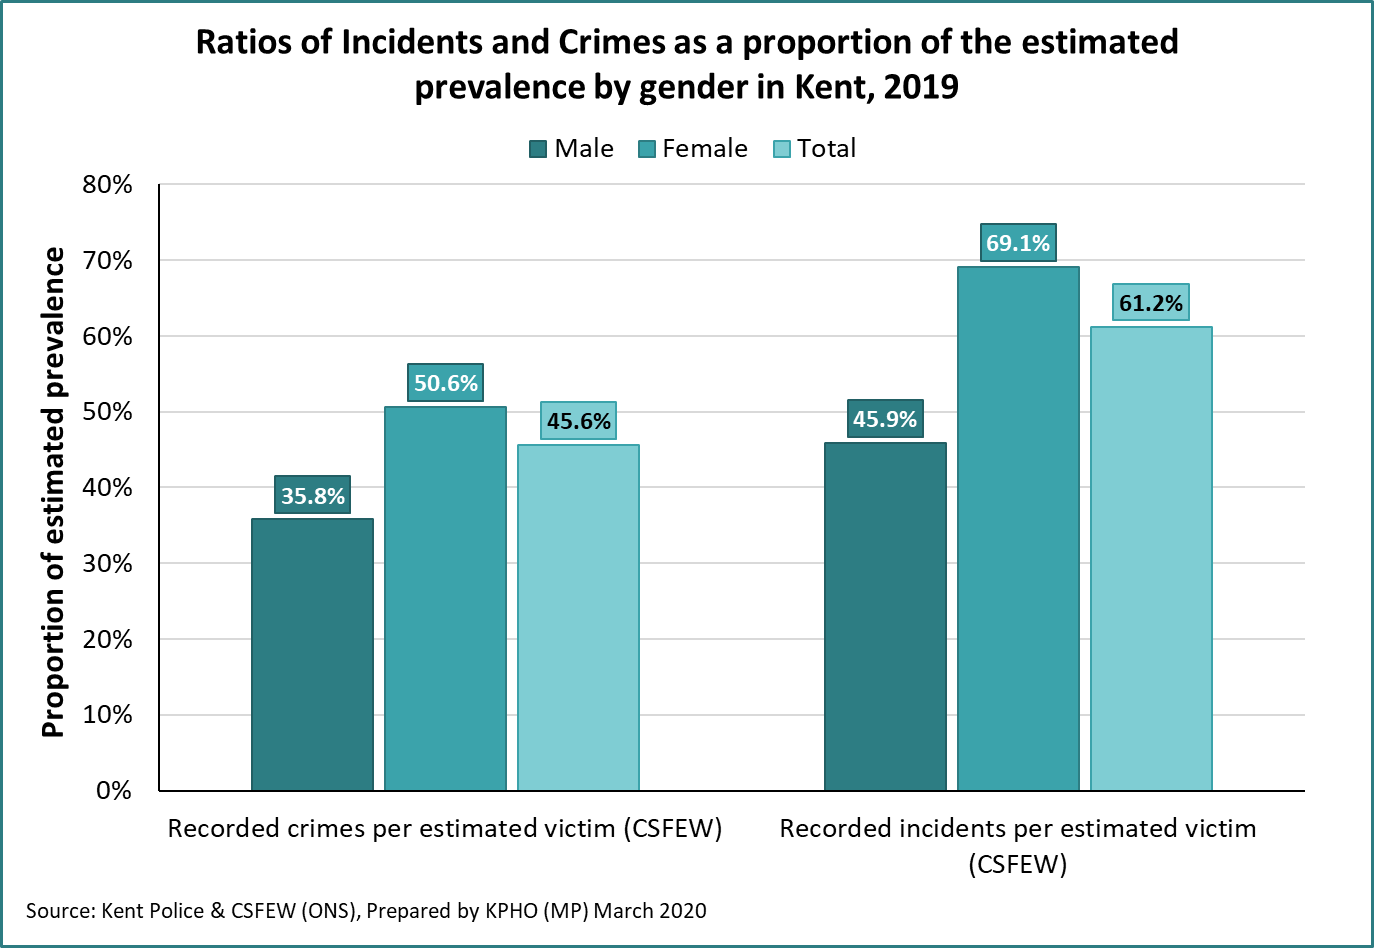 Ratios of Incidents and Crimes as a proportion of the estimated
prevalence by gender in Kent, 2019
Male Female Total
Proportion of estimated prevalence
80%
70%
60%
50%
40%
30%
20%
10%
0%
35.8%
50.6%
45.6%
45.9%
69.1%
61.2%
Recorded crimes per estimated victim (CSFEW)
Recorded incidents per estimated victim
(CSFEW)
Source: Kent Police & CSFEW (ONS), Prepared by KPHO (MP) March 2020